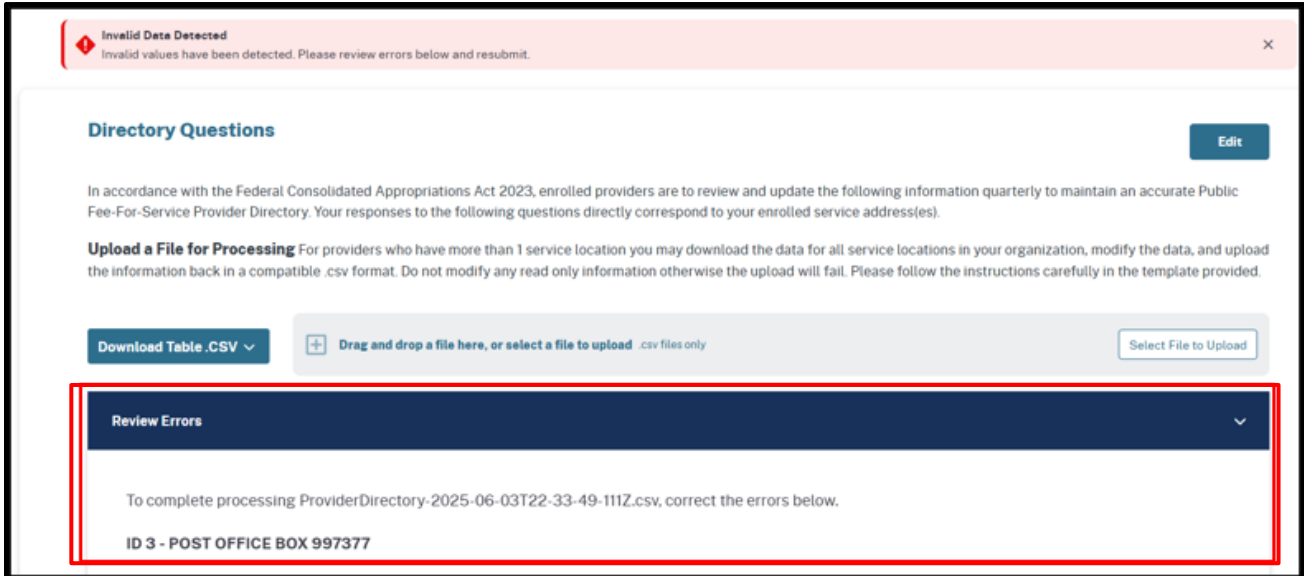 Invalid Data Detected
Invalid values have been detected. Please review errors below and resubmit.
Directory Questions
Edit
In accordance with the Federal Consolidated Appropriations Act 2023, enrolled providers are to review and update the following information quarterly to maintain an accurate Public
Fee-For-Service Provider Directory. Your responses to the following questions directly correspond to your enrolled service address(es).
Upload a File for Processing For providers who have more than 1 service location you may download the data for all service locations in your organization, modify the data, and upload
the information back in a compatible .csv format. Do not modify any read only information otherwise the upload will fail. Please follow the instructions carefully in the template provided.
Download Table .CSV
Drag and drop a file here, or select a file to upload .csv files only
Select File to Upload
Review Errors
To complete processing ProviderDirectory-2025-06-03T22-33-49-111Z.csv, correct the errors below.
ID 3 - POST OFFICE BOX 997377